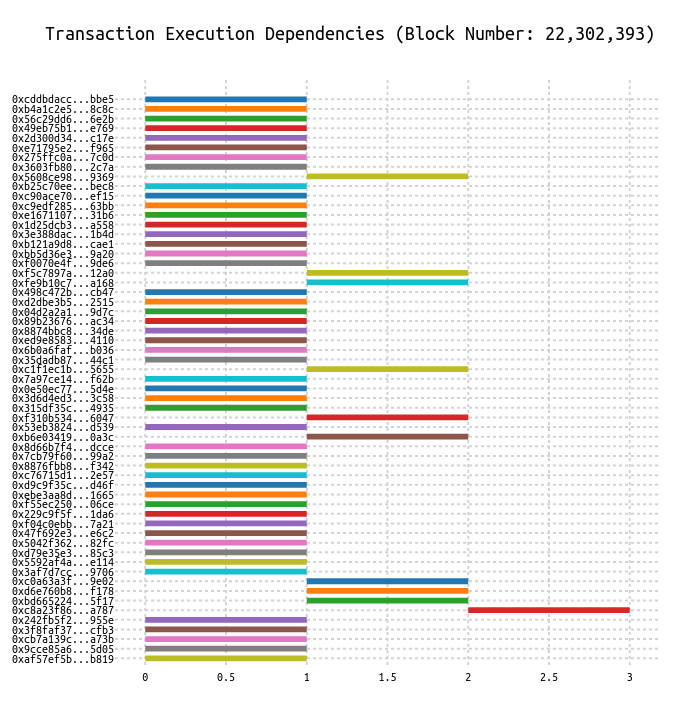 Transaction Execution Dependencies (Block Number: 22,302,393)
0xcddbdacc...bbe5
0xb4a1c2e5...8c8c
0x56c29dd6...6e2b
0x49eb75b1...e769
0x2d300d34...c17e
0xe71795e2...f965
0x275ffc0a...7c0d
0x3603fb80...2c7a
0x5608ce98...9369
0xb25c70ee...bec8
0xc90ace70...ef15
0xc9edf285...63bb
0xe1671107...31b6
0x1d25dcb3...a558
0x3e388dac...1b4d
0xb121a9d8...cae1
0xbb5d36e3...9a20
0xf0070e4f...9de6
0xf5c7897a...12a0
0xfe9b10c7...a168
0x498c472b...cb47
0xd2dbe3b5...2515
0x04d2a2a1...9d7c
0x89b23676...ac34
0x8874bbc8...34de
0xed9e8583...4110
0x6b0a6faf...b036
0x35dadb87...44c1
0xc1f1ec1b...5655
0x7a97ce14...f62b
0x0e50ec77...5d4e
0x3d6d4ed3...3c58
0x315df35c...4935
0xf310b534...6047
0x53eb3824...d539
0xb6e03419...0a3c
0x8d66b7f4...dcce
0x7cb79f60...99a2
0x8876fbb8...f342
0xc76715d1...2e57
0xd9c9f35c...d46f
0xebe3aa8d...1665
0xf55ec250...06ce
0x229c9f5f...1da6
0xf04c0ebb...7a21
0x47f692e3...e6c2
0x5042f362...82fc
0xd79e35e3...85c3
0x5592af4a...e114
0x3af7d7cc...9706
0xc0a63a3f...9e02
0xd6e760b8...f178
0xbd665224...5f17
0xc8a23f86...a787
0x242fb5f2...955e
0x3f8faf37...cfb3
0xcb7a139c...a73b
0x9cce85a6...5d05
0xaf57ef5b...b819
0 0.5 1 1.5 2 2.5 3